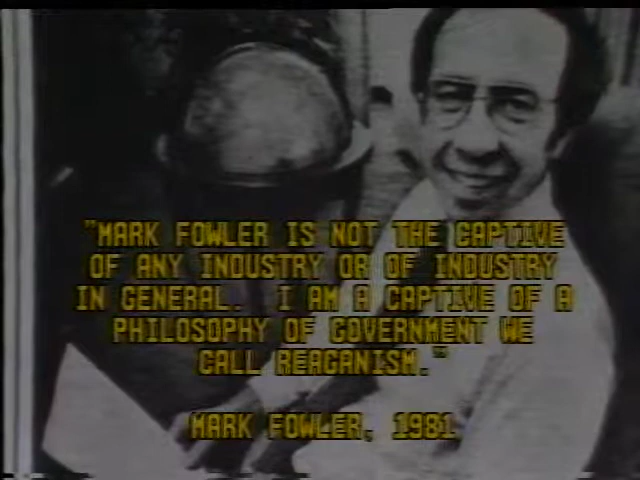 "MARK FOWLER IS NOT THE CAPTIVE
OF ANY INDUSTRY OR OF INDUSTRY
IN GENERAL. I AM A CAPTIVE OF A
PHILOSOPHY OF GOVERNMENT WE
CALL REAGANISM."
MARK FOWLER, 1981